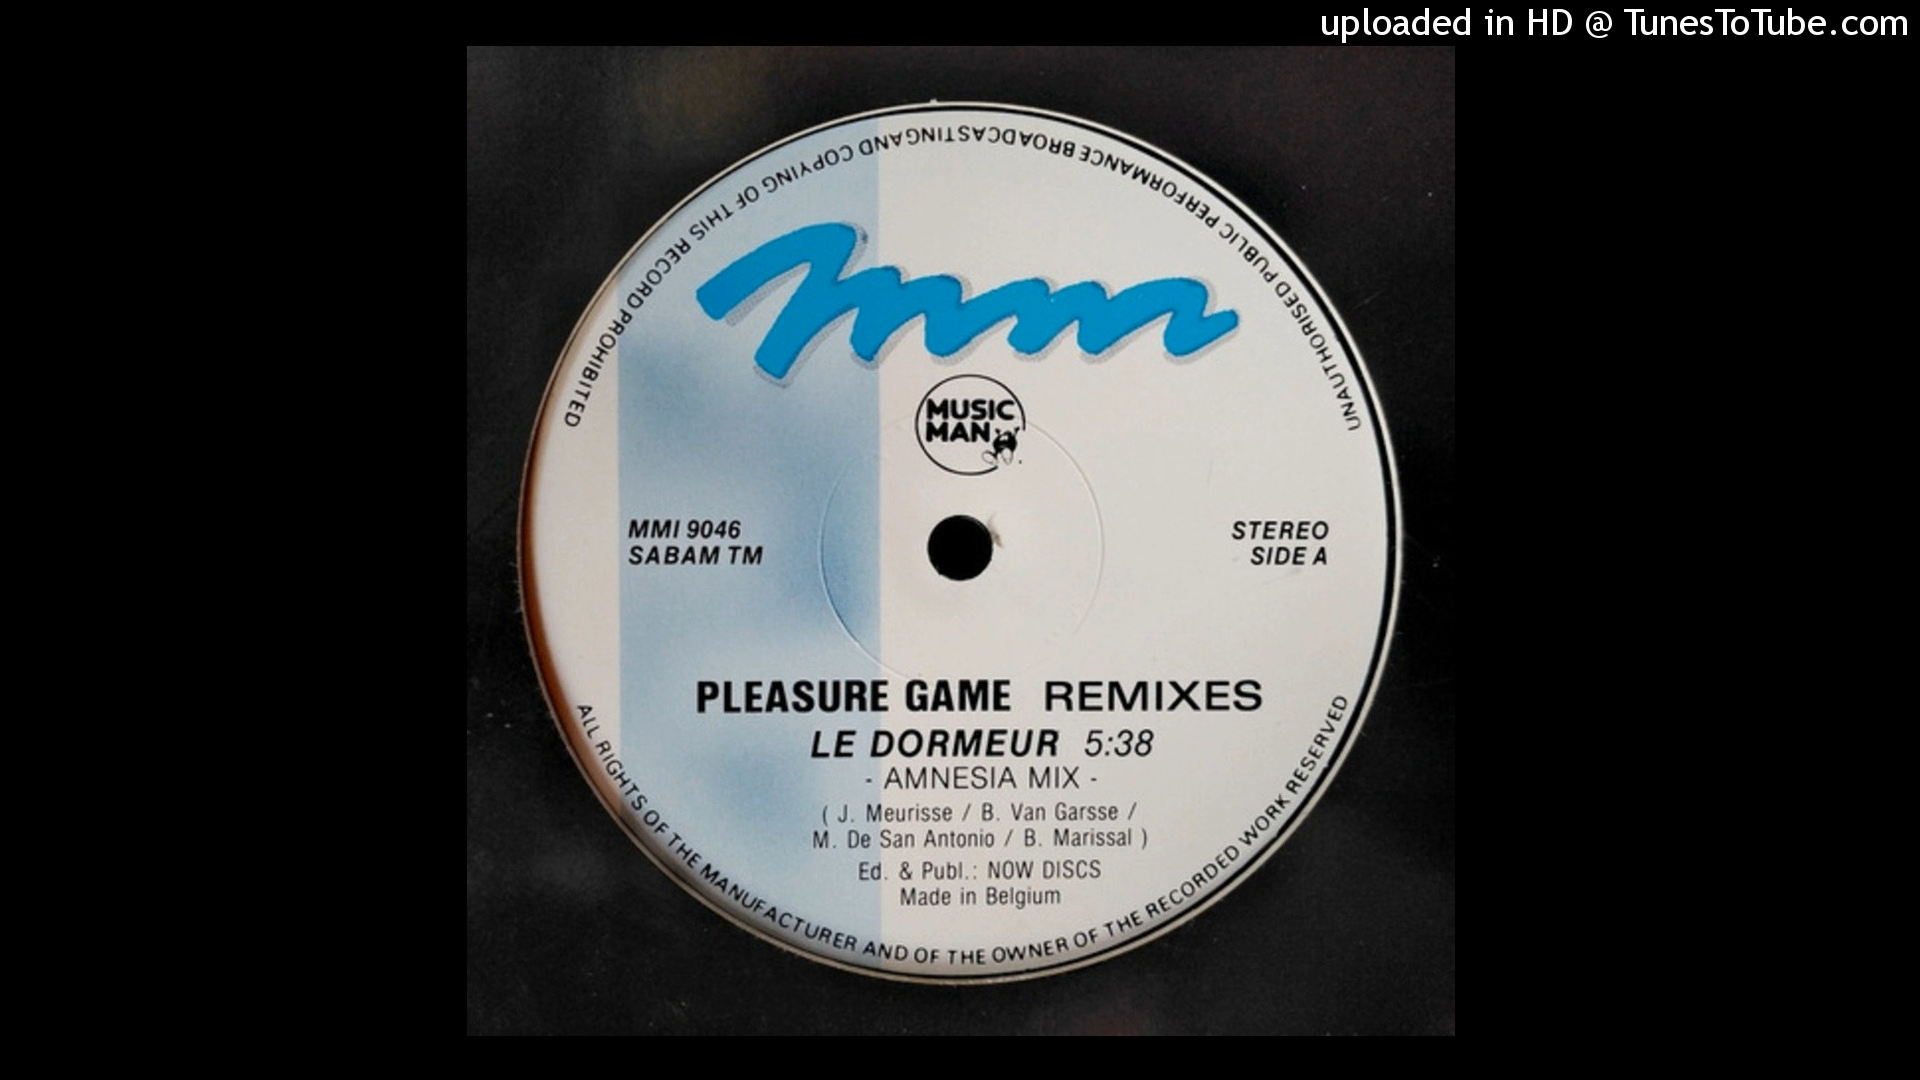 uploaded in HD @ TunesToTube.com
UNAUTHORISED PUBLIC PERFORMANCE BROADCASTING AND COPYING OF THIS RECORD PROHIBITED
mm
MUSIC
MAN
MMI 9046
SABAM TM
STEREO
SIDE A
PLEASURE GAME REMIXES
LE DORMEUR 5:38
- AMNESIA MIX -
( J. Meurisse / B. Van Garsse /
M. De San Antonio / B. Marissal )
Ed. & Publ.: NOW DISCS
Made in Belgium
ALL RIGHTS OF THE MANUFACTURER AND OF THE OWNER OF THE RECORDED WORK RESERVED